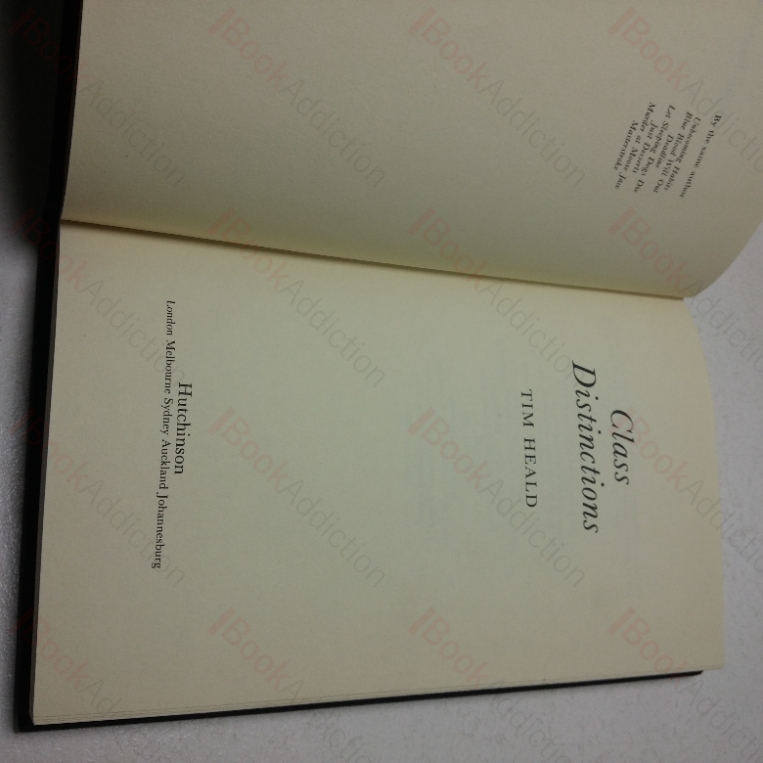 By the same author
Unbecoming Habits
Blue Blood Will Out
Deadline
Let Sleeping Dogs Die
Just Desserts
Murder at Moose Jaw
Masterstroke
Class
Distinctions
TIM HEALD
Hutchinson
London Melbourne Sydney Auckland Johannesburg
IBookAddiction